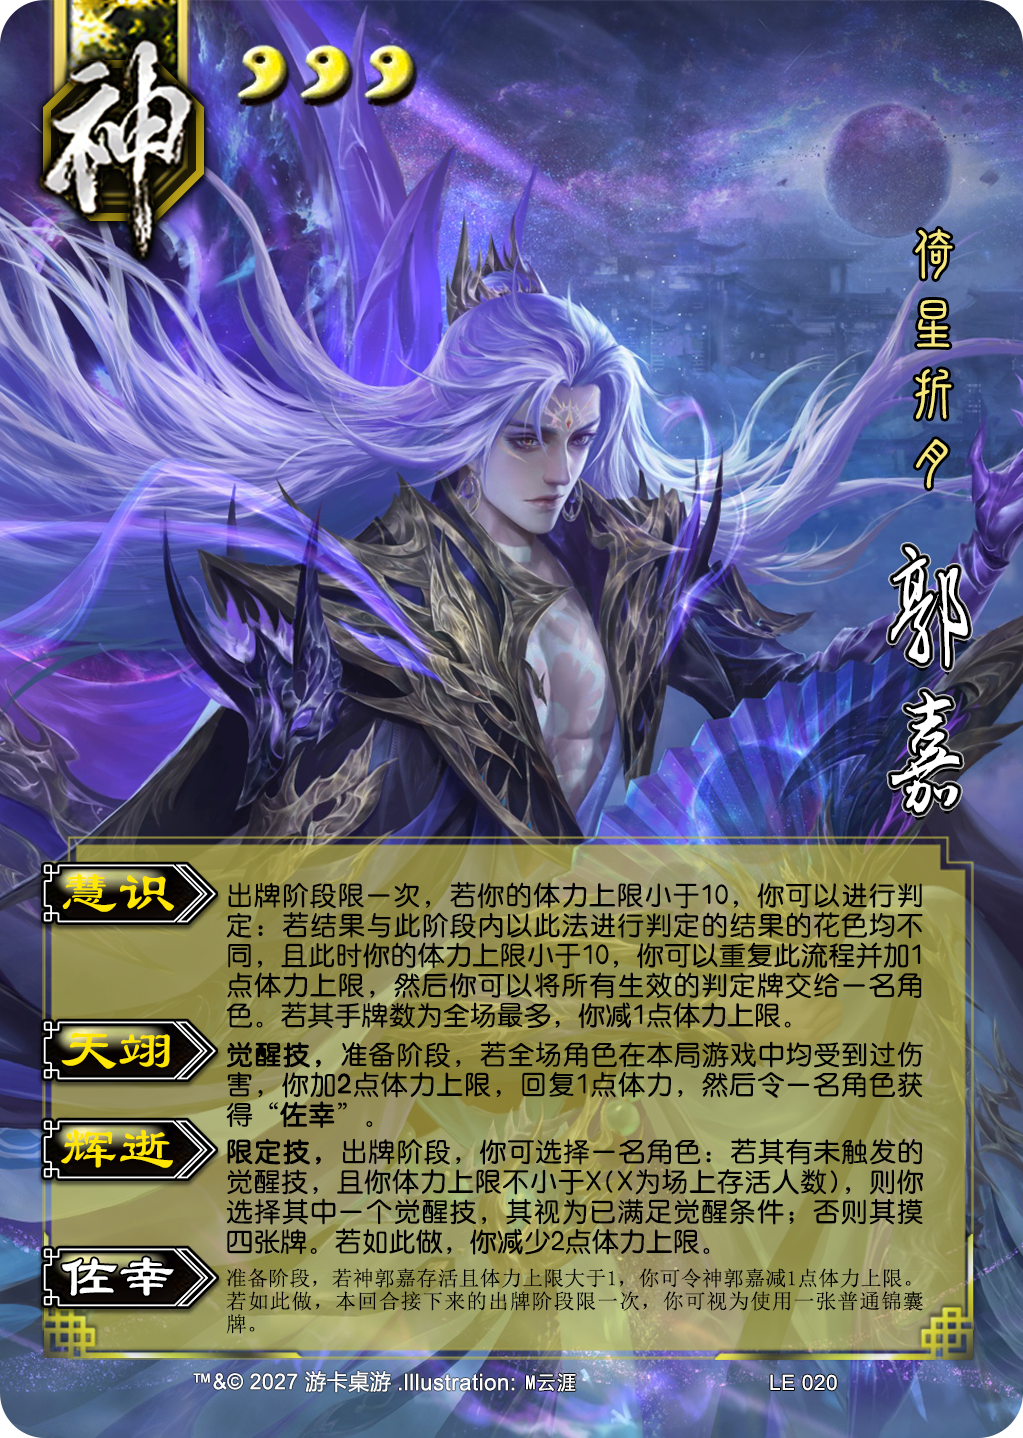 神
倚星折月
郭嘉
慧识
出牌阶段限一次，若你的体力上限小于10，你可以进行判
定：若结果与此阶段内以此法进行判定的结果的花色均不
同，且此时你的体力上限小于10，你可以重复此流程并加1
点体力上限，然后你可以将所有生效的判定牌交给一名角
色。若其手牌数为全场最多，你减1点体力上限。
天翊
觉醒技，准备阶段，若全场角色在本局游戏中均受到过伤
害，你加2点体力上限，回复1点体力，然后令一名角色获
得“佐幸”。
辉逝
限定技，出牌阶段，你可选择一名角色：若其有未触发的
觉醒技，且你体力上限不小于X(X为场上存活人数)，则你
选择其中一个觉醒技，其视为已满足觉醒条件；否则其摸
四张牌。若如此做，你减少2点体力上限。
佐幸
准备阶段，若神郭嘉存活且体力上限大于1，你可令神郭嘉减1点体力上限。
若如此做，本回合接下来的出牌阶段限一次，你可视为使用一张普通锦囊
牌。
™&© 2027 游卡桌游 .Illustration: M云涯
LE 020